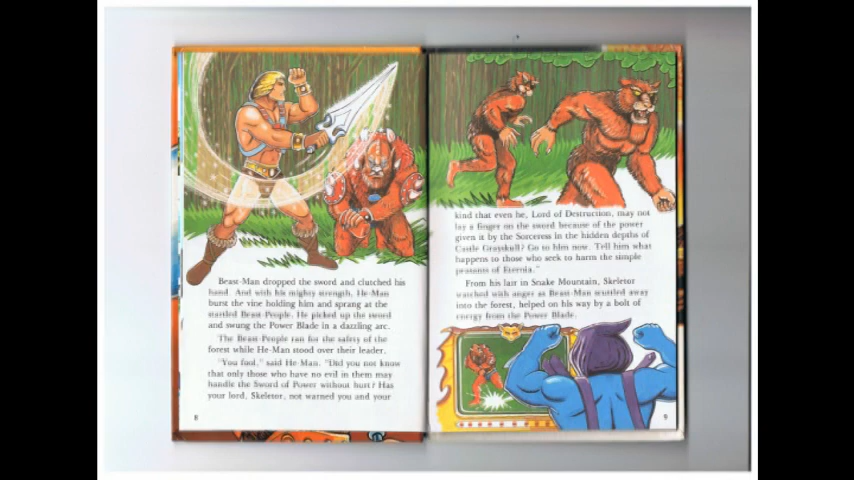 Beast-Man dropped the sword and clutched his
hand. And with his mighty strength, He-Man
burst the vine holding him and sprang at the
startled Beast-People. He picked up the sword
and swung the Power Blade in a dazzling arc.
The Beast-People ran for the safety of the
forest while He-Man stood over their leader.
"You fool," said He-Man. "Did you not know
that only those who have no evil in them may
handle the Sword of Power without hurt? Has
your lord, Skeletor, not warned you and your
8
kind that even he, Lord of Destruction, may not
lay a finger on the sword because of the power
given it by the Sorceress in the hidden depths of
Castle Grayskull? Go to him now. Tell him what
happens to those who seek to harm the simple
peasants of Eternia."
From his lair in Snake Mountain, Skeletor
watched with anger as Beast-Man scuttled away
into the forest, helped on his way by a bolt of
energy from the Power Blade.
9